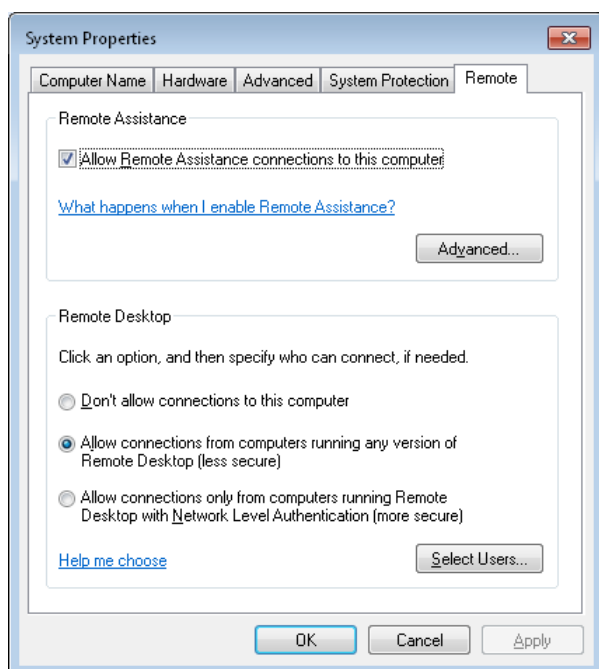 System Properties
Computer Name Hardware Advanced System Protection Remote
Remote Assistance
Allow Remote Assistance connections to this computer
What happens when I enable Remote Assistance?
Advanced...
Remote Desktop
Click an option, and then specify who can connect, if needed.
Don't allow connections to this computer
Allow connections from computers running any version of
Remote Desktop (less secure)
Allow connections only from computers running Remote
Desktop with Network Level Authentication (more secure)
Help me choose
Select Users...
OK Cancel Apply